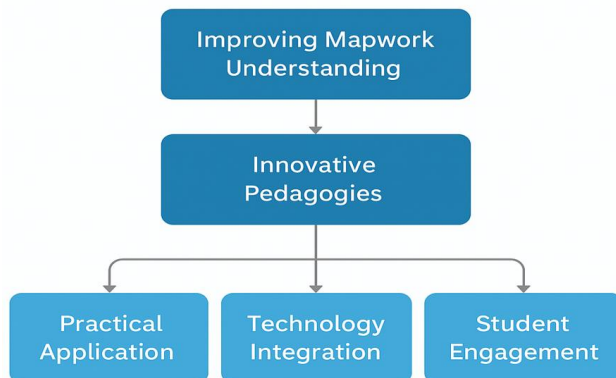 Improving Mapwork
Understanding
Innovative
Pedagogies
Practical
Application
Technology
Integration
Student
Engagement